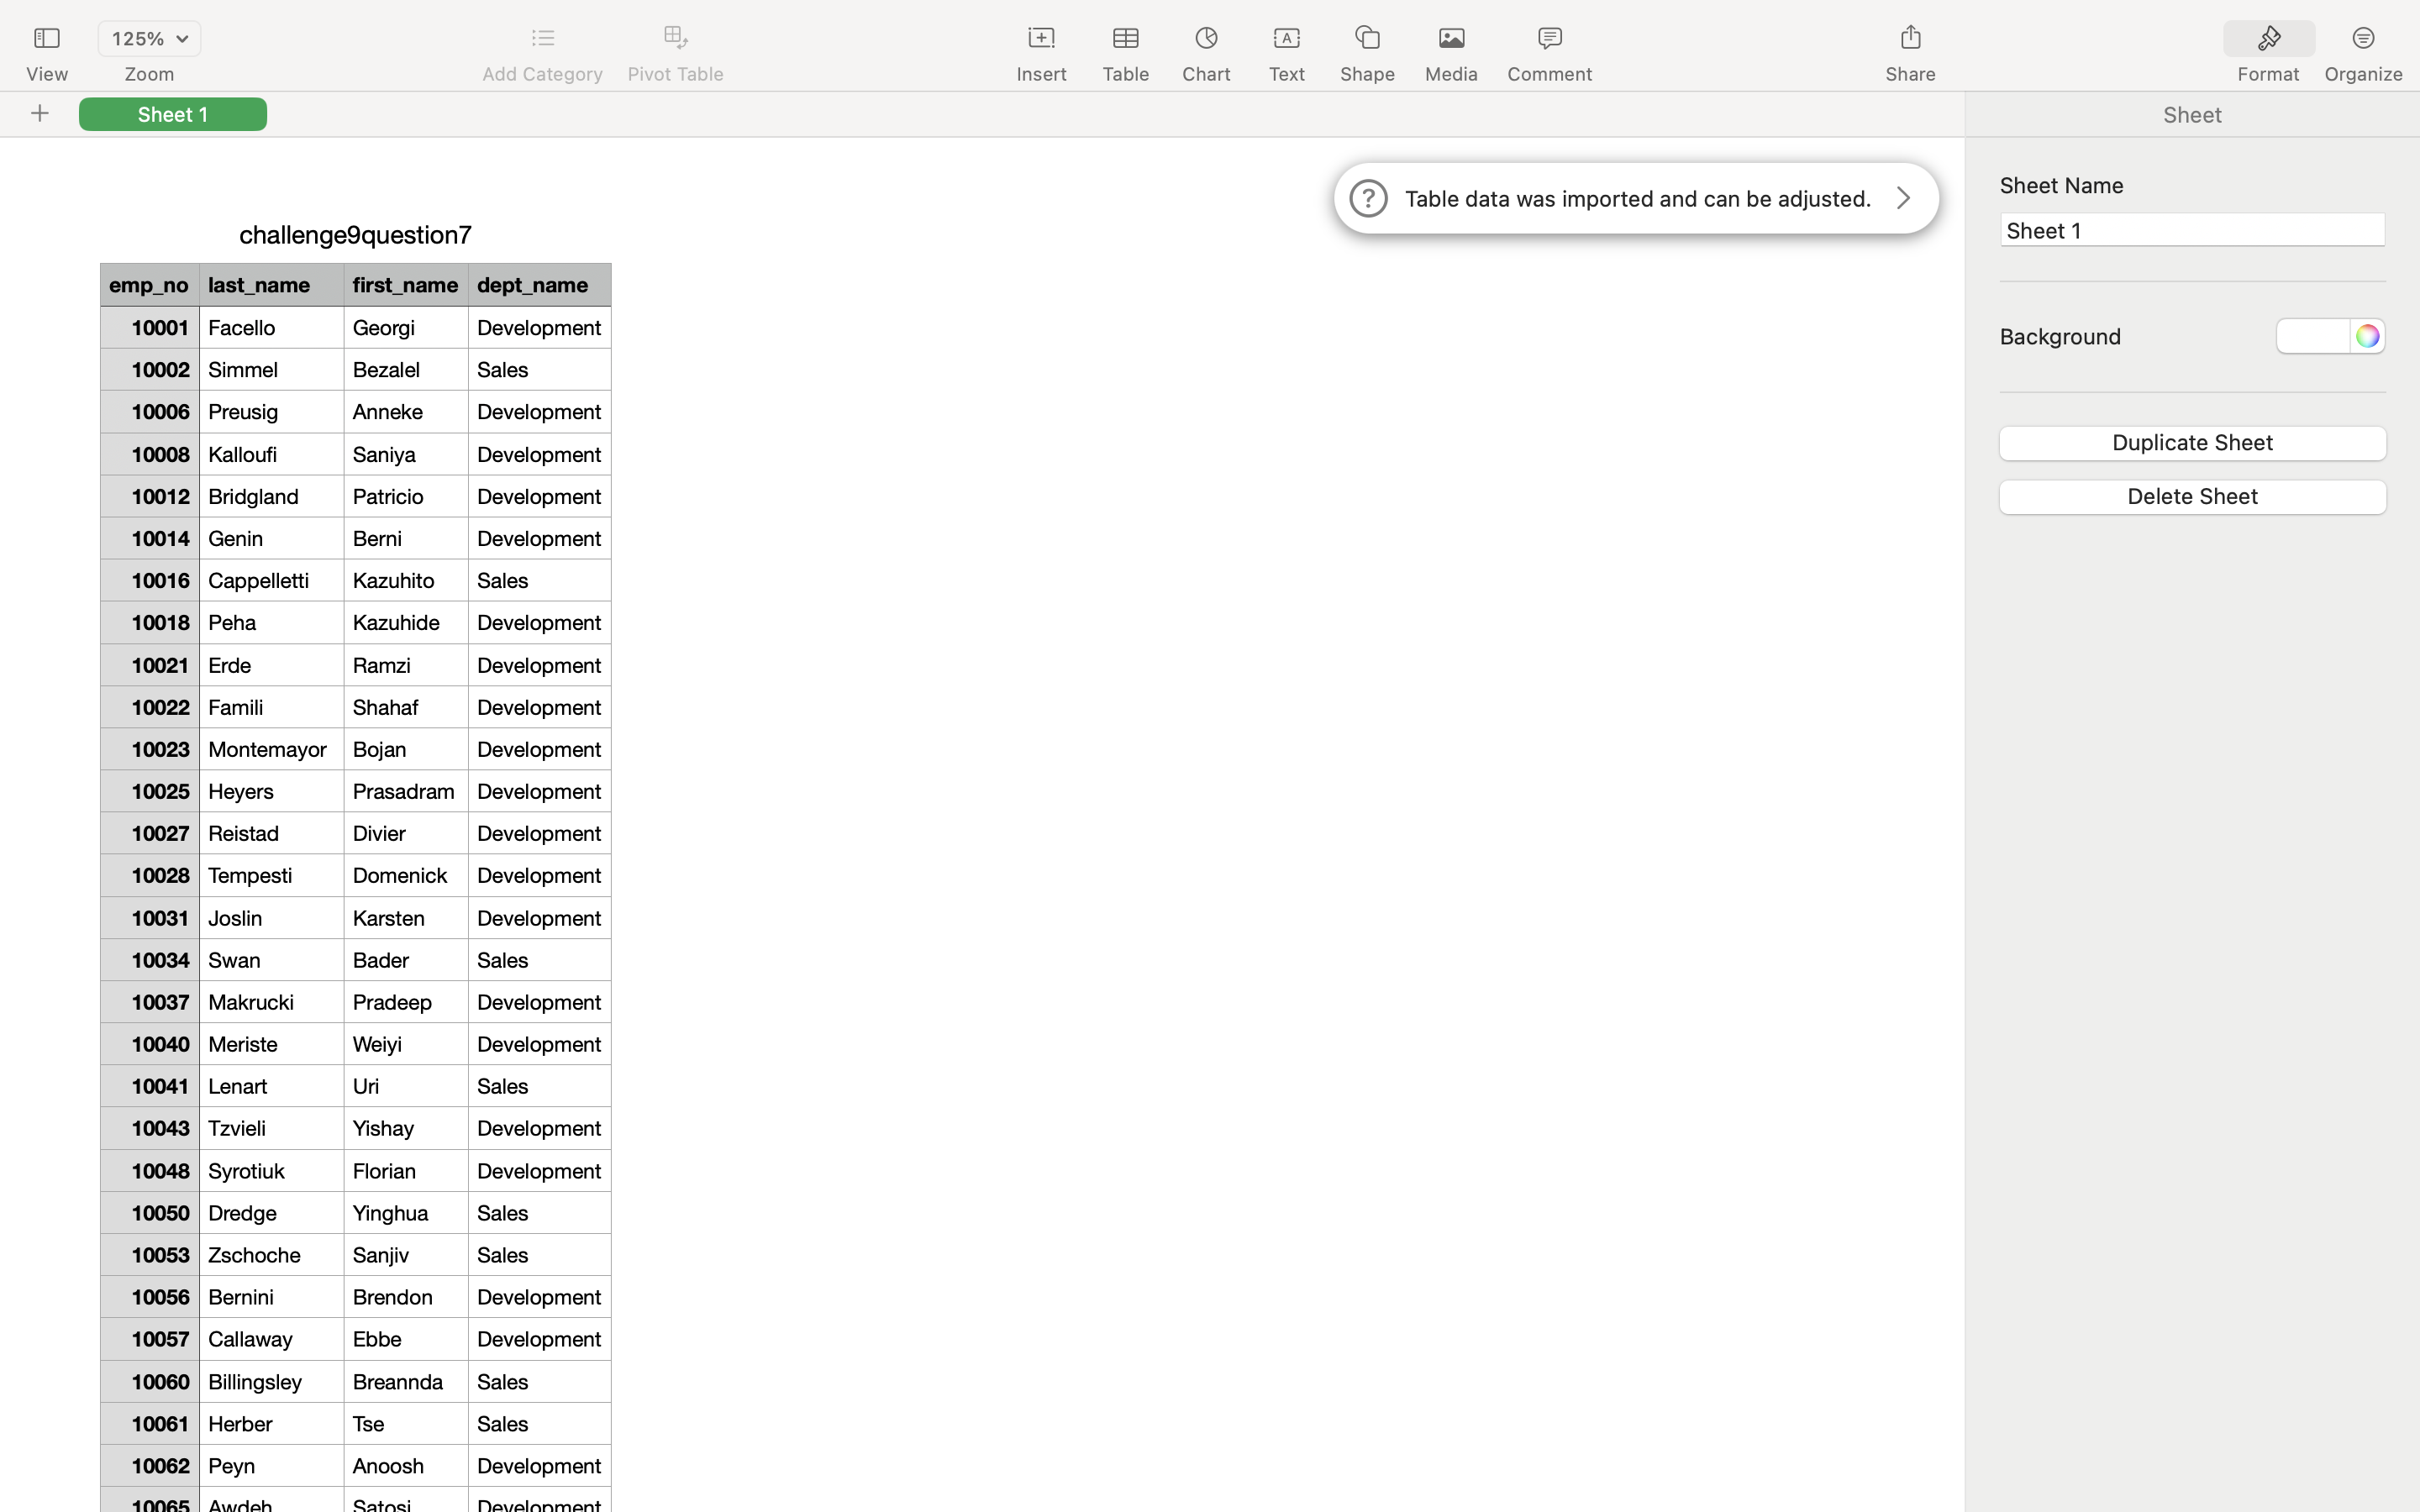 125%
View Zoom Add Category Pivot Table Insert Table Chart Text Shape Media Comment Share Format Organize
Sheet 1
Sheet
Table data was imported and can be adjusted.
Sheet Name
Sheet 1
Background
Duplicate Sheet
Delete Sheet
challenge9question7
emp_no last_name first_name dept_name
10001 Facello Georgi Development
10002 Simmel Bezalel Sales
10006 Preusig Anneke Development
10008 Kalloufi Saniya Development
10012 Bridgland Patricio Development
10014 Genin Berni Development
10016 Cappelletti Kazuhito Sales
10018 Peha Kazuhide Development
10021 Erde Ramzi Development
10022 Famili Shahaf Development
10023 Montemayor Bojan Development
10025 Heyers Prasadram Development
10027 Reistad Divier Development
10028 Tempesti Domenick Development
10031 Joslin Karsten Development
10034 Swan Bader Sales
10037 Makrucki Pradeep Development
10040 Meriste Weiyi Development
10041 Lenart Uri Sales
10043 Tzvieli Yishay Development
10048 Syrotiuk Florian Development
10050 Dredge Yinghua Sales
10053 Zschoche Sanjiv Sales
10056 Bernini Brendon Development
10057 Callaway Ebbe Development
10060 Billingsley Breannda Sales
10061 Herber Tse Sales
10062 Peyn Anoosh Development
10065 Awdeh Satosi Development